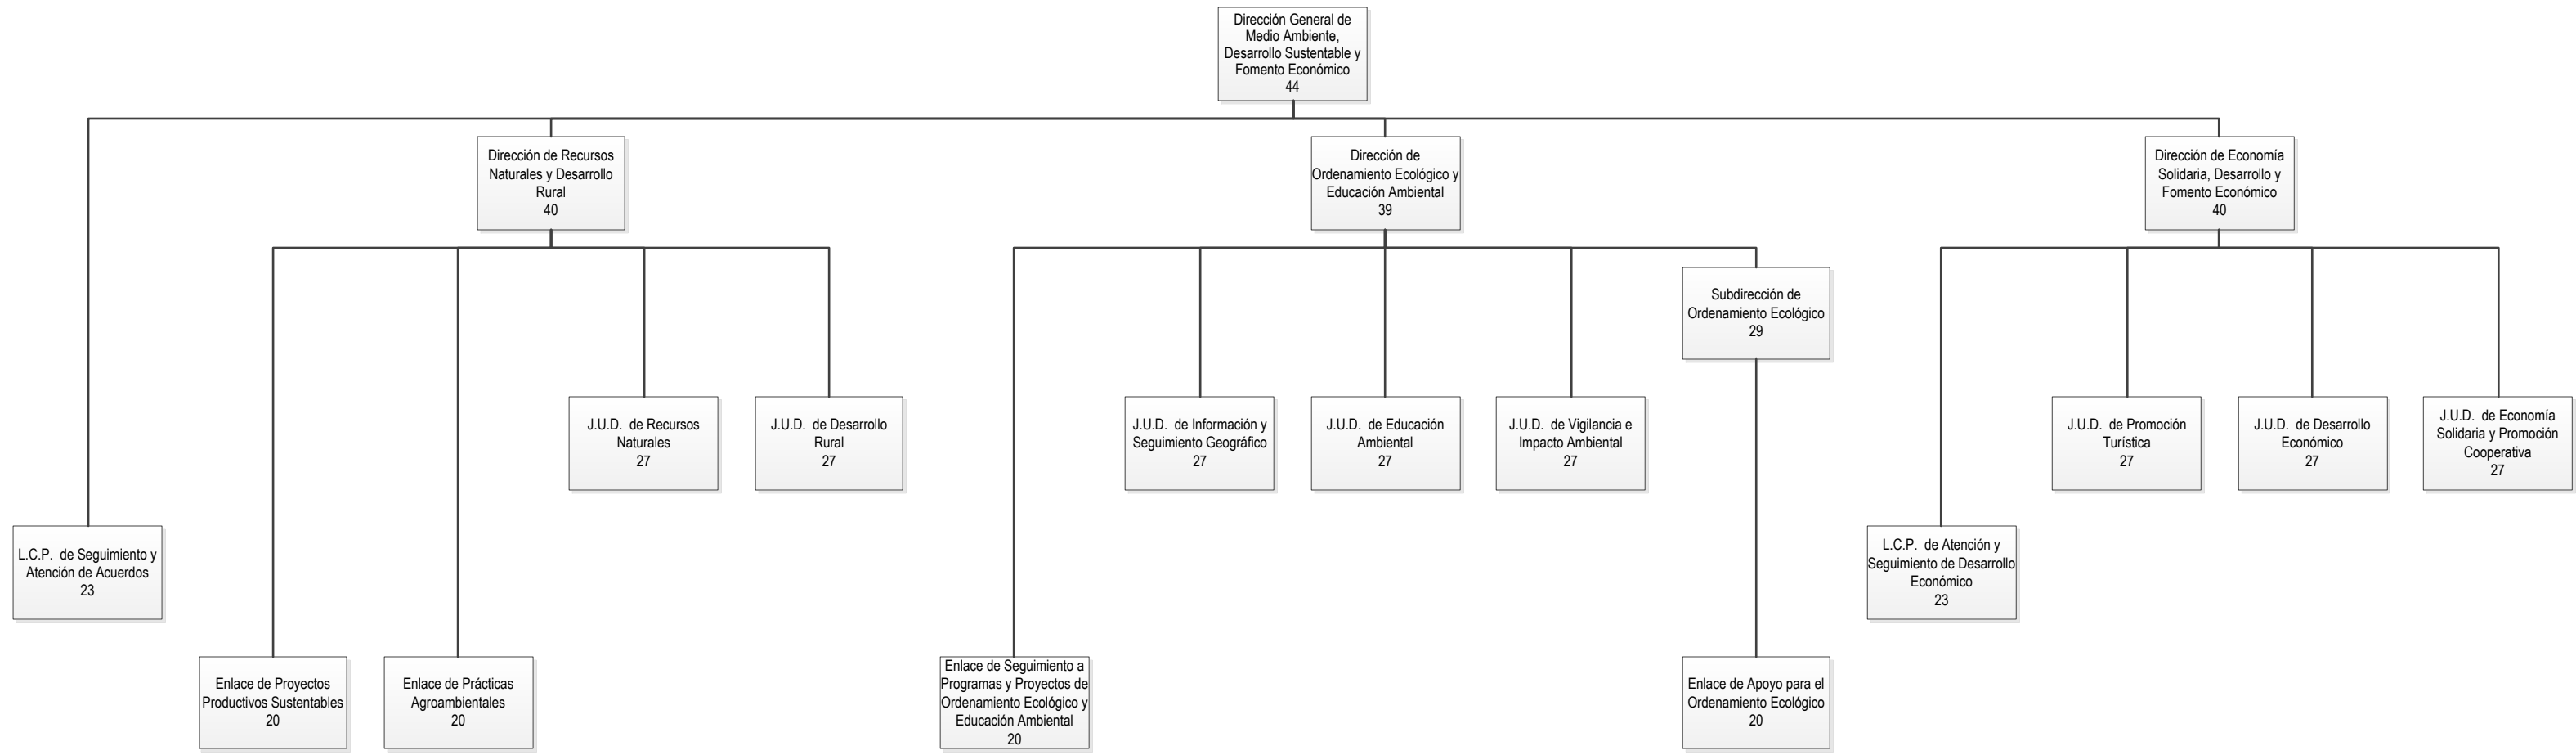 Dirección General de
Medio Ambiente,
Desarrollo Sustentable y
Fomento Económico
44
Dirección de Recursos
Naturales y Desarrollo
Rural
40
Dirección de
Ordenamiento Ecológico y
Educación Ambiental
39
Dirección de Economía
Solidaria, Desarrollo y
Fomento Económico
40
Subdirección de
Ordenamiento Ecológico
29
J.U.D.  de Recursos
Naturales
27
J.U.D.  de Desarrollo
Rural
27
J.U.D.  de Información y
Seguimiento Geográfico
27
J.U.D.  de Educación
Ambiental
27
J.U.D.  de Vigilancia e
Impacto Ambiental
27
J.U.D.  de Promoción
Turística
27
J.U.D.  de Desarrollo
Económico
27
J.U.D.  de Economía
Solidaria y Promoción
Cooperativa
27
L.C.P.  de Seguimiento y
Atención de Acuerdos
23
L.C.P.  de Atención y
Seguimiento de Desarrollo
Económico
23
Enlace de Proyectos
Productivos Sustentables
20
Enlace de Prácticas
Agroambientales
20
Enlace de Seguimiento a
Programas y Proyectos de
Ordenamiento Ecológico y
Educación Ambiental
20
Enlace de Apoyo para el
Ordenamiento Ecológico
20